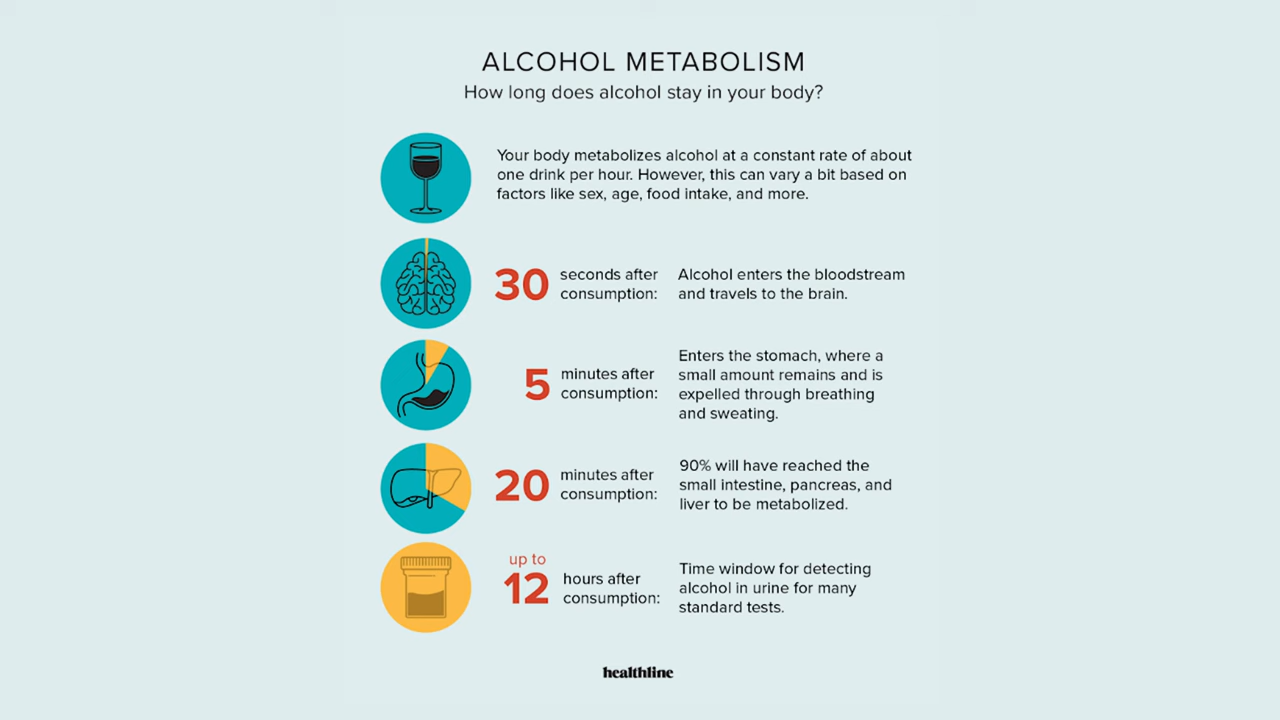 ALCOHOL METABOLISM
How long does alcohol stay in your body?
Your body metabolizes alcohol at a constant rate of about
one drink per hour. However, this can vary a bit based on
factors like sex, age, food intake, and more.
30 seconds after
consumption:
Alcohol enters the bloodstream
and travels to the brain.
5 minutes after
consumption:
Enters the stomach, where a
small amount remains and is
expelled through breathing
and sweating.
20 minutes after
consumption:
90% will have reached the
small intestine, pancreas, and
liver to be metabolized.
up to
12 hours after
consumption:
Time window for detecting
alcohol in urine for many
standard tests.
healthline